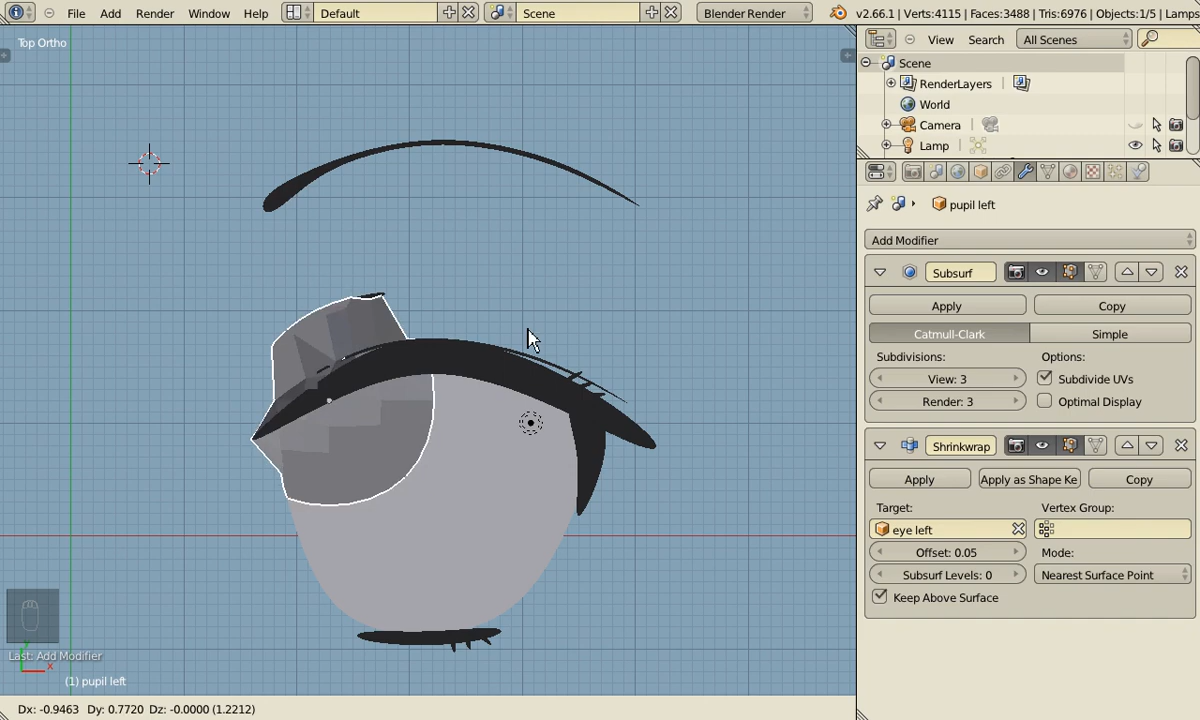 File Add Render Window Help Default Scene Blender Render v2.66.1 | Verts:4115 | Faces:3488 | Tris:6976 | Objects:1/5 | Lamp
Top Ortho
View Search All Scenes
Scene
RenderLayers
World
Camera
Lamp
pupil left
Add Modifier
Subsurf
Apply Copy
Catmull-Clark Simple
Subdivisions: Options:
View: 3 Subdivide UVs
Render: 3 Optimal Display
Shrinkwrap
Apply Apply as Shape Ke Copy
Target: Vertex Group:
eye left
Offset: 0.05 Mode:
Subsurf Levels: 0 Nearest Surface Point
Keep Above Surface
Last: Add Modifier
x
(1) pupil left
Dx: -0.9463 Dy: 0.7720 Dz: -0.0000 (1.2212)